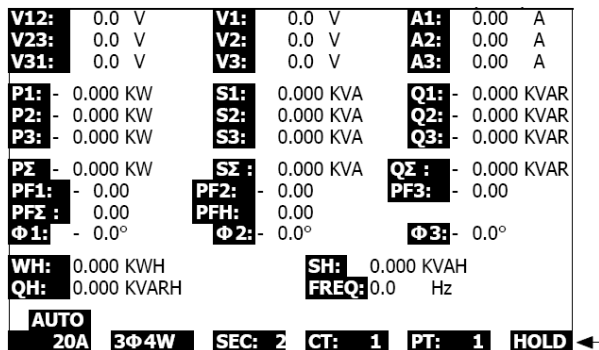 V12: 0.0 V V1: 0.0 V A1: 0.00 A
V23: 0.0 V V2: 0.0 V A2: 0.00 A
V31: 0.0 V V3: 0.0 V A3: 0.00 A
P1: - 0.000 KW S1: 0.000 KVA Q1: - 0.000 KVAR
P2: - 0.000 KW S2: 0.000 KVA Q2: - 0.000 KVAR
P3: - 0.000 KW S3: 0.000 KVA Q3: - 0.000 KVAR
PΣ - 0.000 KW SΣ : 0.000 KVA QΣ : - 0.000 KVAR
PF1: - 0.00 PF2: - 0.00 PF3: - 0.00
PFΣ : 0.00 PFH: 0.00
Φ1: - 0.0° Φ2: - 0.0° Φ3: - 0.0°
WH: 0.000 KWH SH: 0.000 KVAH
QH: 0.000 KVARH FREQ: 0.0 Hz
AUTO
20A 3Φ4W SEC: 2 CT: 1 PT: 1 HOLD